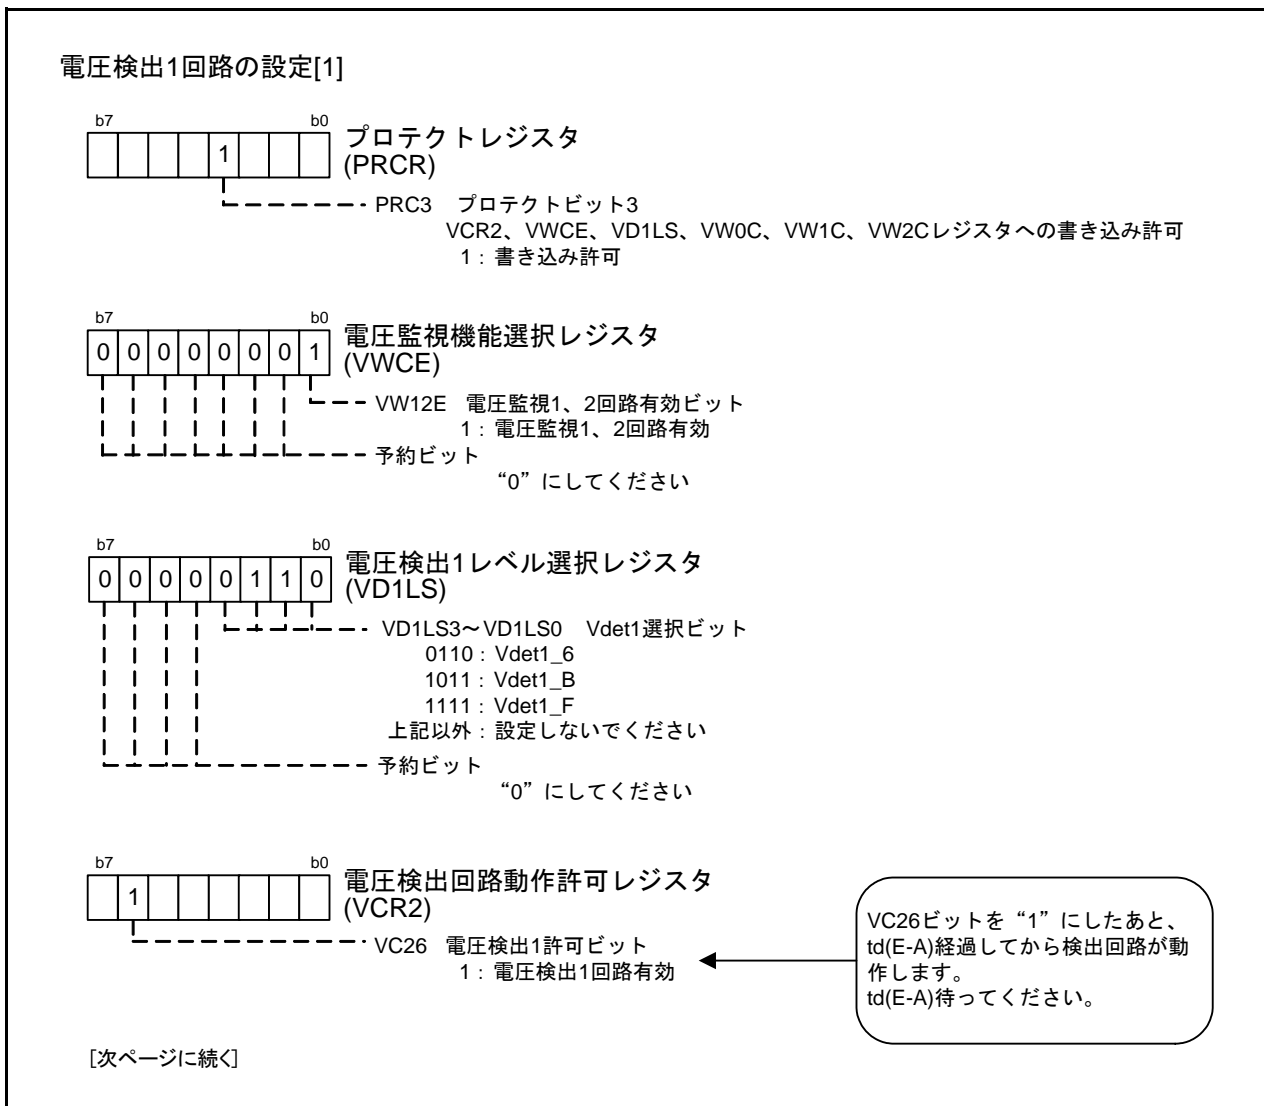 電圧検出1回路の設定[1]
b7 b0
1
プロテクトレジスタ
(PRCR)
PRC3 プロテクトビット3
VCR2、VWCE、VD1LS、VW0C、VW1C、VW2Cレジスタへの書き込み許可
1：書き込み許可
b7 b0
0 0 0 0 0 0 0 1
電圧監視機能選択レジスタ
(VWCE)
VW12E 電圧監視1、2回路有効ビット
1：電圧監視1、2回路有効
予約ビット
“0”にしてください
b7 b0
0 0 0 0 0 1 1 0
電圧検出1レベル選択レジスタ
(VD1LS)
VD1LS3～VD1LS0 Vdet1選択ビット
0110：Vdet1_6
1011：Vdet1_B
1111：Vdet1_F
上記以外：設定しないでください
予約ビット
“0”にしてください
b7 b0
1
電圧検出回路動作許可レジスタ
(VCR2)
VC26 電圧検出1許可ビット
1：電圧検出1回路有効
VC26ビットを“1”にしたあと、
td(E-A)経過してから検出回路が動
作します。
td(E-A)待ってください。
[次ページに続く]